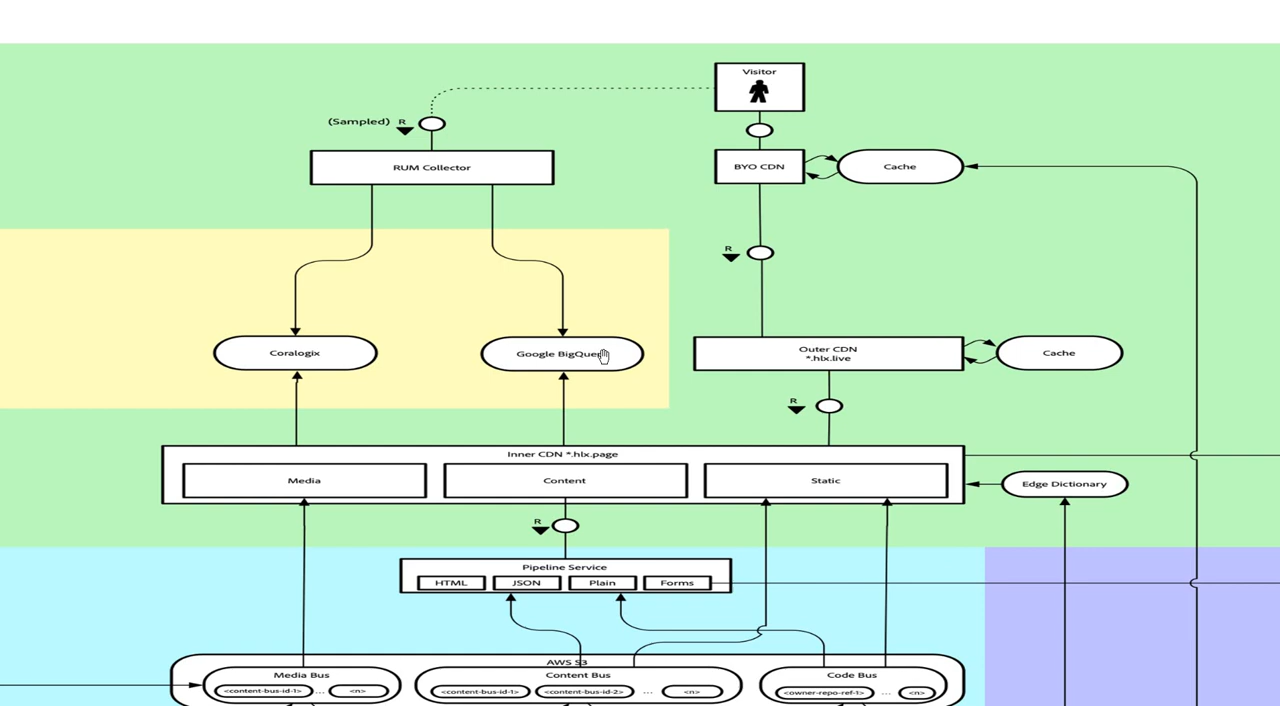 Visitor
(Sampled) R
RUM Collector
BYO CDN
Cache
R
Coralogix
Google BigQuery
Outer CDN
*.hlx.live
Cache
R
Inner CDN *.hlx.page
Media
Content
Static
Edge Dictionary
R
Pipeline Service
HTML
JSON
Plain
Forms
AWS S3
Media Bus
<content-bus-id-1> ... <n>
Content Bus
<content-bus-id-1> <content-bus-id-2> ... <n>
Code Bus
<owner-repo-ref-1> ... <n>